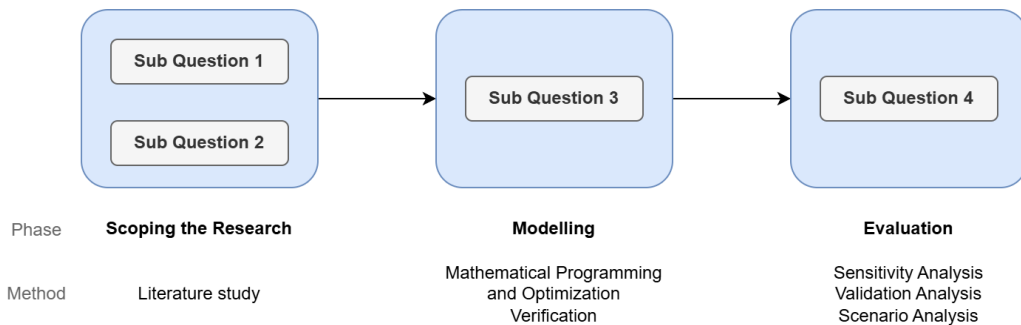 Sub Question 1
Sub Question 2
Sub Question 3
Sub Question 4
Phase
Scoping the Research
Modelling
Evaluation
Method
Literature study
Mathematical Programming
and Optimization
Verification
Sensitivity Analysis
Validation Analysis
Scenario Analysis